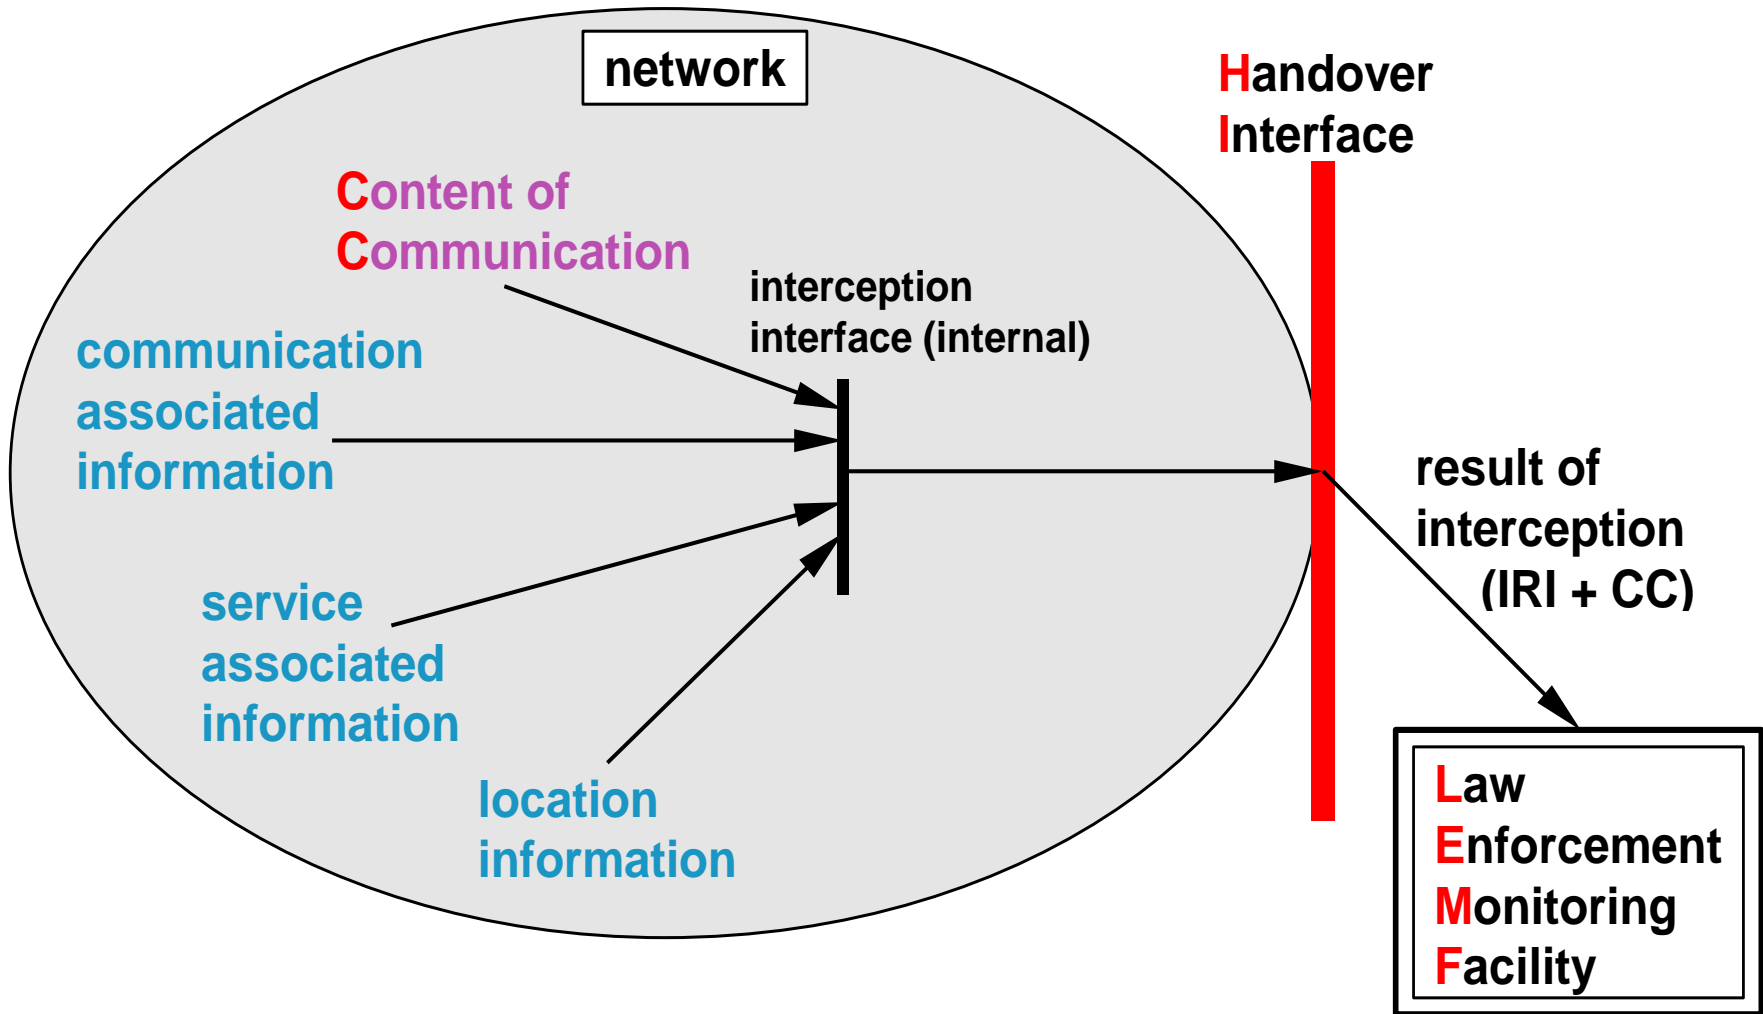 network
Handover
Interface
Content of
Communication
interception
interface (internal)
communication
associated
information
result of
interception
(IRI + CC)
service
associated
information
location
information
Law
Enforcement
Monitoring
Facility